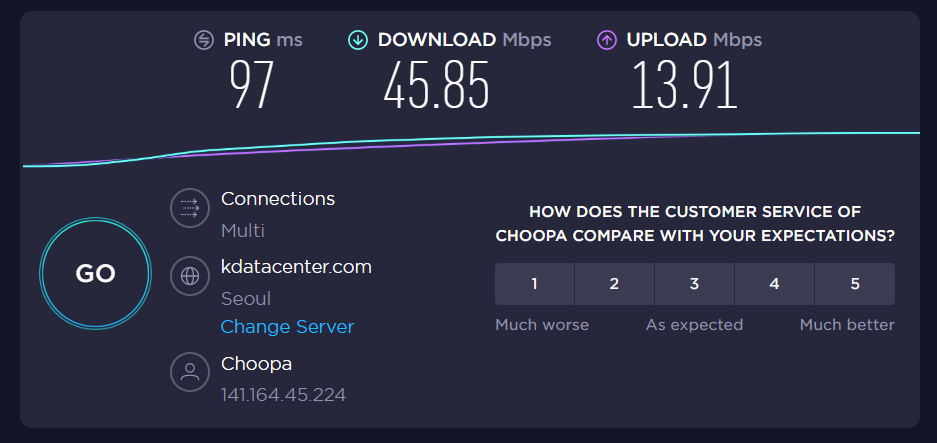 PING ms
97
DOWNLOAD Mbps
45.85
UPLOAD Mbps
13.91
GO
Connections
Multi
kdatacenter.com
Seoul
Change Server
Choopa
141.164.45.224
HOW DOES THE CUSTOMER SERVICE OF
CHOOPA COMPARE WITH YOUR EXPECTATIONS?
1 2 3 4 5
Much worse As expected Much better